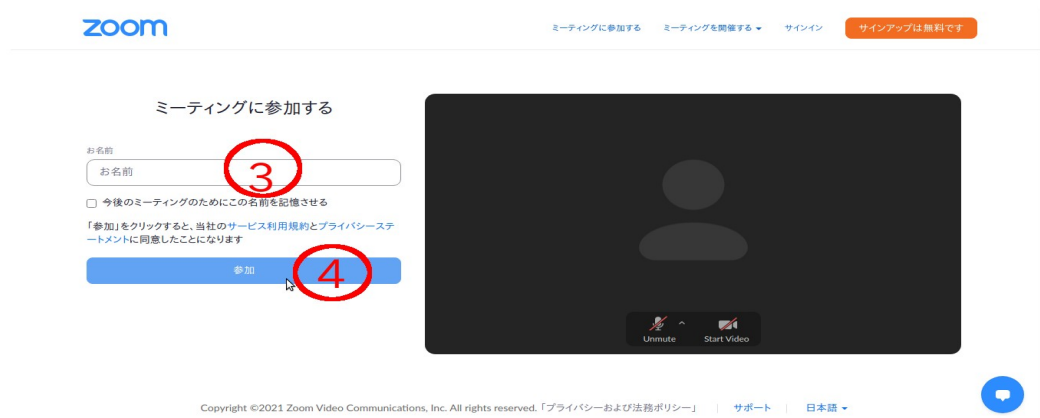 zoom
ミーティングに参加する ミーティングを開催する サインイン サインアップは無料です
ミーティングに参加する
お名前
お名前
3
今後のミーティングのためにこの名前を記憶させる
「参加」をクリックすると、当社のサービス利用規約とプライバシーステ
ートメントに同意したことになります
参加
4
Unmute Start Video
Copyright ©2021 Zoom Video Communications, Inc. All rights reserved. 「プライバシーおよび法務ポリシー」 サポート 日本語